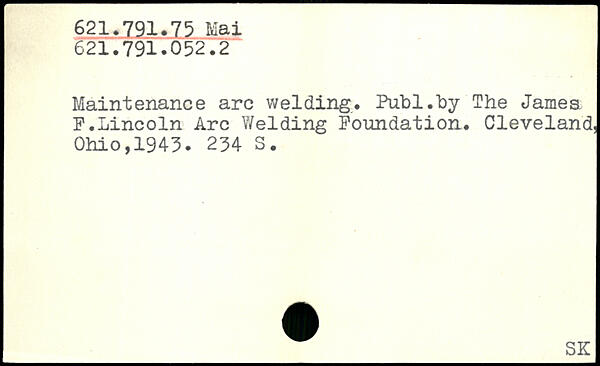 621.791.75 Mai
621.791.052.2
Maintenance arc welding. Publ.by The James
F.Lincoln Arc Welding Foundation. Cleveland,
Ohio,1943. 234 S.
SK